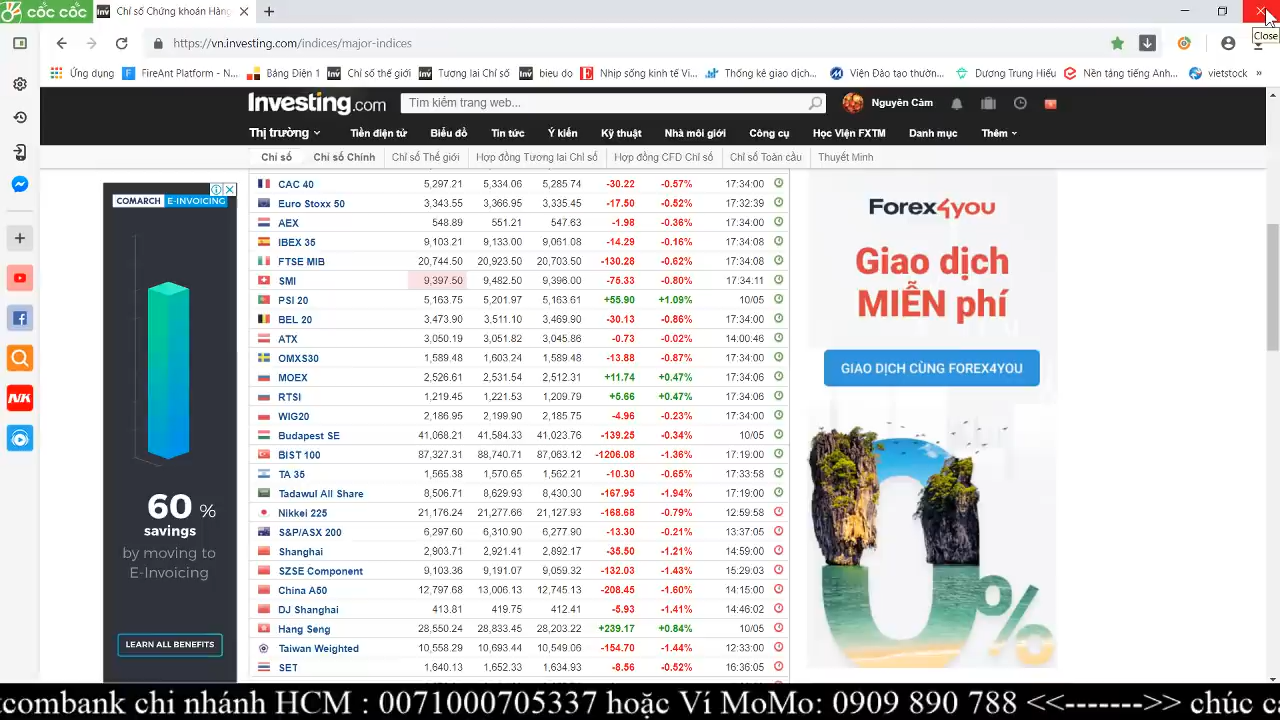 cốc cốc Chỉ số Chứng khoán Hàng
Close
https://vn.investing.com/indices/major-indices
Ứng dụng FireAnt Platform - N... Bảng Điện 1 Chỉ số thế giới Tương lai Chỉ số bieu do Nhịp sống kinh tế Vi... Thống giao dịch... Viện Đào tạo thường... Dương Trung Hiếu Nền tảng tiếng Anh... vietstock »
Investing.com Tìm kiếm trang web... Nguyên Cảm
Thị trường Tiền điện tử Biểu đồ Tin tức Ý kiến Kỹ thuật Nhà môi giới Công cụ Học Viện FXTM Danh mục Thêm
Chỉ số Chỉ số Chính Chỉ số Thế giới Hợp đồng Tương lai Chỉ số Hợp đồng CFD Chỉ số Chỉ số Toàn cầu Thuyết Minh
CAC 40 5,297.21 5,334.06 5,285.74 -30.22 -0.57% 17:34:00
Euro Stoxx 50 3,343.55 3,366.95 3,335.45 -17.50 -0.52% 17:32:39
AEX 548.89 551.21 547.63 -1.98 -0.36% 17:34:00
IBEX 35 9,103.21 9,133.00 9,061.08 -14.29 -0.16% 17:34:08
FTSE MIB 20,744.50 20,923.50 20,703.50 -130.28 -0.62% 17:34:08
SMI 9,397.50 9,482.50 9,396.00 -76.33 -0.80% 17:34:11
PSI 20 5,163.75 5,201.97 5,163.61 +55.90 +1.09% 10/05
BEL 20 3,473.90 3,511.10 3,469.90 -30.13 -0.86% 17:34:00
ATX 3,050.19 3,051.82 3,045.86 -0.73 -0.02% 14:00:46
OMXS30 1,589.48 1,603.24 1,589.48 -13.88 -0.87% 17:34:00
MOEX 2,526.61 2,531.54 2,512.31 +11.74 +0.47% 17:34:06
RTSI 1,219.45 1,221.53 1,209.79 +5.66 +0.47% 17:34:06
WIG20 2,186.95 2,199.90 2,185.75 -4.96 -0.23% 17:34:00
Budapest SE 41,068.21 41,584.33 41,023.76 -139.25 -0.34% 10/05
BIST 100 87,327.31 88,740.71 87,063.12 -1206.08 -1.36% 17:19:00
TA 35 1,565.38 1,570.65 1,562.21 -10.30 -0.65% 17:33:58
Tadawul All Share 8,506.71 8,629.93 8,430.30 -167.95 -1.94% 17:19:00
Nikkei 225 21,176.24 21,277.66 21,127.93 -168.68 -0.79% 12:59:58
S&P/ASX 200 6,297.60 6,310.90 6,277.90 -13.30 -0.21% 13:37:05
Shanghai 2,903.71 2,921.41 2,892.17 -35.50 -1.21% 14:59:00
SZSE Component 9,103.36 9,191.07 9,059.32 -132.03 -1.43% 15:29:03
China A50 12,797.68 13,006.13 12,745.13 -208.45 -1.60% 14:15:00
DJ Shanghai 413.81 419.75 412.41 -5.93 -1.41% 14:46:02
Hang Seng 28,550.24 28,833.45 28,203.22 +239.17 +0.84% 10/05
Taiwan Weighted 10,558.29 10,693.44 10,549.06 -154.70 -1.44% 12:33:00
SET 1,640.13 1,652.33 1,634.93 -8.56 -0.52% 16:36:05
COMARCH E-INVOICING
60 %
savings
by moving to
E-Invoicing
LEARN ALL BENEFITS
Forex4you
Giao dịch
MIỄN phí
GIAO DỊCH CÙNG FOREX4YOU
0%
tcombank chi nhánh HCM : 0071000705337 hoặc Ví MoMo: 0909 890 788 <<-------->> chúc c